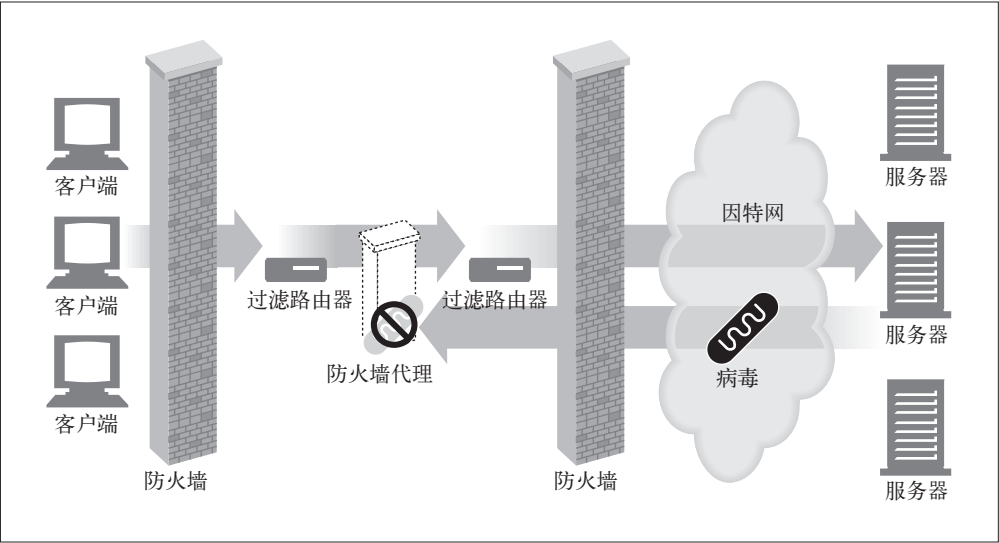 客户端
客户端
客户端
防火墙
过滤路由器
防火墙代理
过滤路由器
防火墙
因特网
病毒
服务器
服务器
服务器